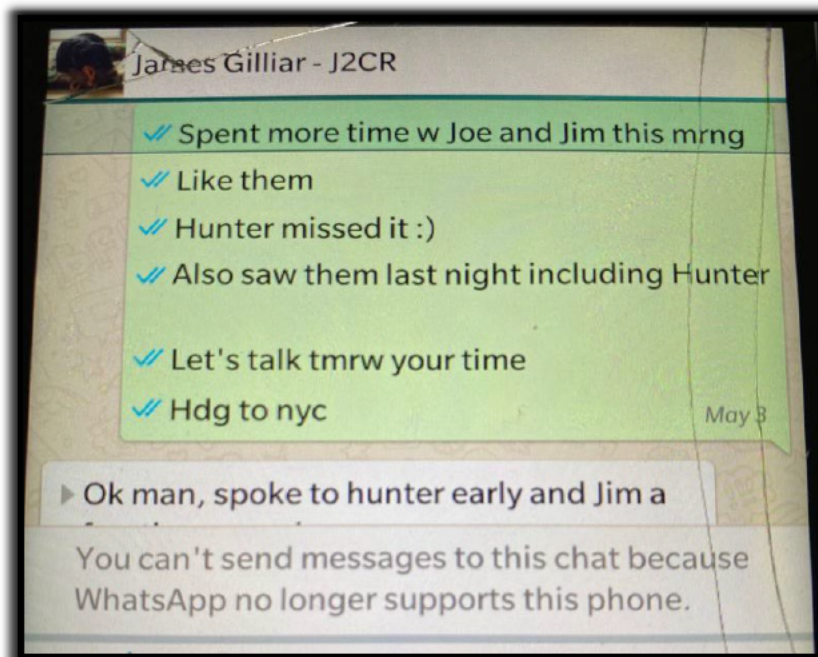 James Gilliar - J2CR
Spent more time w Joe and Jim this mrng
Like them
Hunter missed it :)
Also saw them last night including Hunter
Let's talk tmrw your time
Hdg to nyc
May 3
Ok man, spoke to hunter early and Jim a
You can't send messages to this chat because
WhatsApp no longer supports this phone.